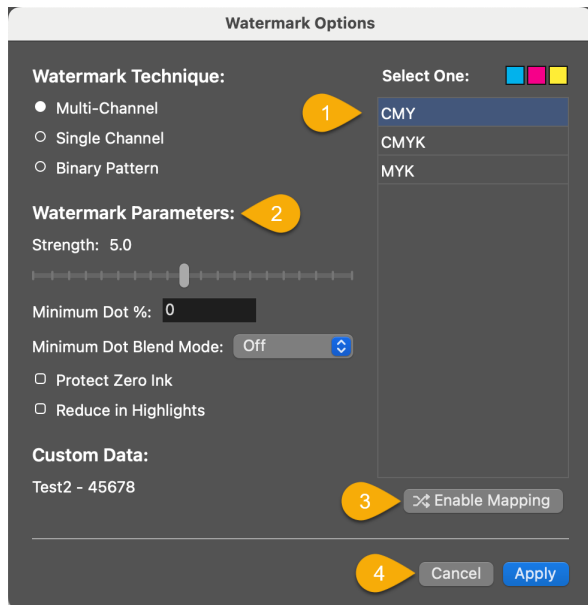 Watermark Options
Watermark Technique:
Multi-Channel
Single Channel
Binary Pattern
Watermark Parameters:
2
Strength: 5.0
Minimum Dot %: 0
Minimum Dot Blend Mode: Off
Protect Zero Ink
Reduce in Highlights
Custom Data:
Test2 - 45678
Select One:
1
CMY
CMYK
MYK
3
Enable Mapping
4
Cancel
Apply